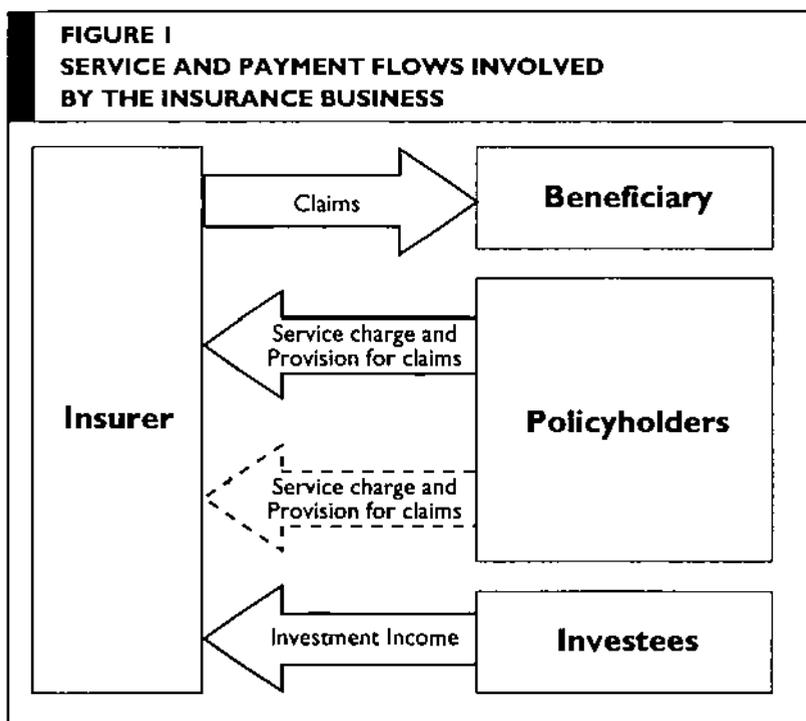 FIGURE 1
SERVICE AND PAYMENT FLOWS INVOLVED
BY THE INSURANCE BUSINESS
Claims
Beneficiary
Service charge and
Provision for claims
Insurer
Policyholders
Service charge and
Provision for claims
Investment Income
Investees